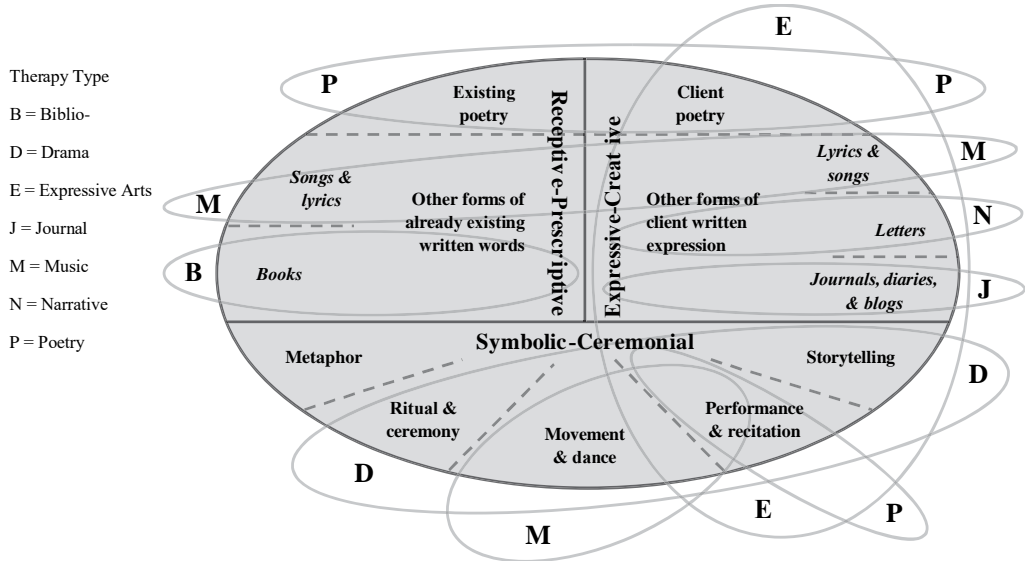 Therapy Type
B = Biblio-
D = Drama
E = Expressive Arts
J = Journal
M = Music
N = Narrative
P = Poetry
E
P
P
Existing
poetry
Client
poetry
Receptive-Prescriptive
Expressive-Creative
M
Lyrics &
songs
Songs &
lyrics
M
Other forms of
already existing
written words
Other forms of
client written
expression
N
Letters
B
Books
Journals, diaries,
& blogs
J
Symbolic-Ceremonial
Metaphor
Storytelling
D
Ritual &
ceremony
Performance
& recitation
Movement
& dance
D
M
E
P